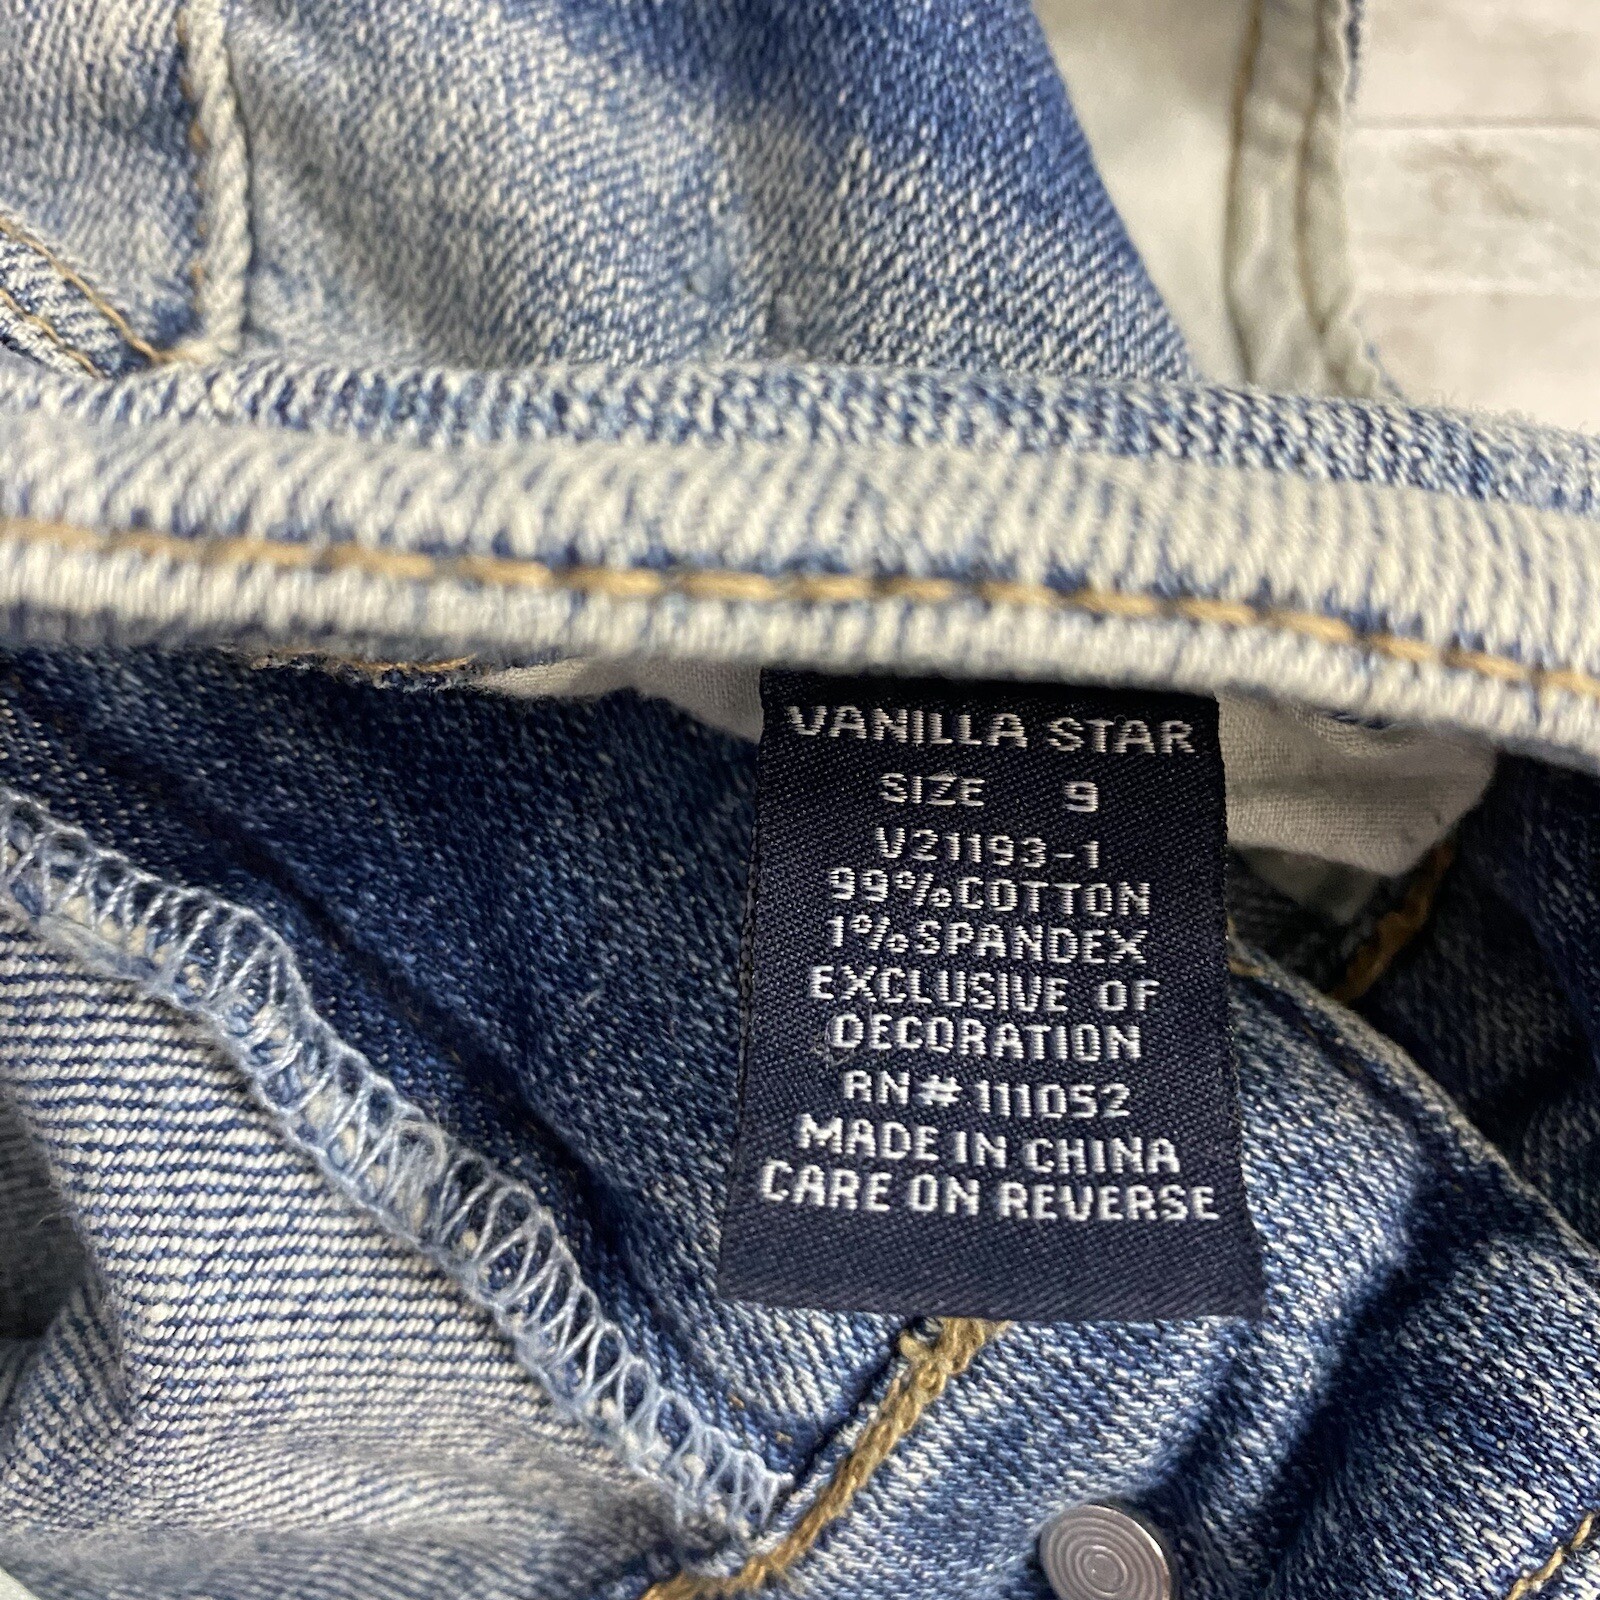 VANILLA STAR
SIZE 9
V21193-1
99%COTTON
1%SPANDEX
EXCLUSIVE OF
DECORATION
RN#111052
MADE IN CHINA
CARE ON REVERSE